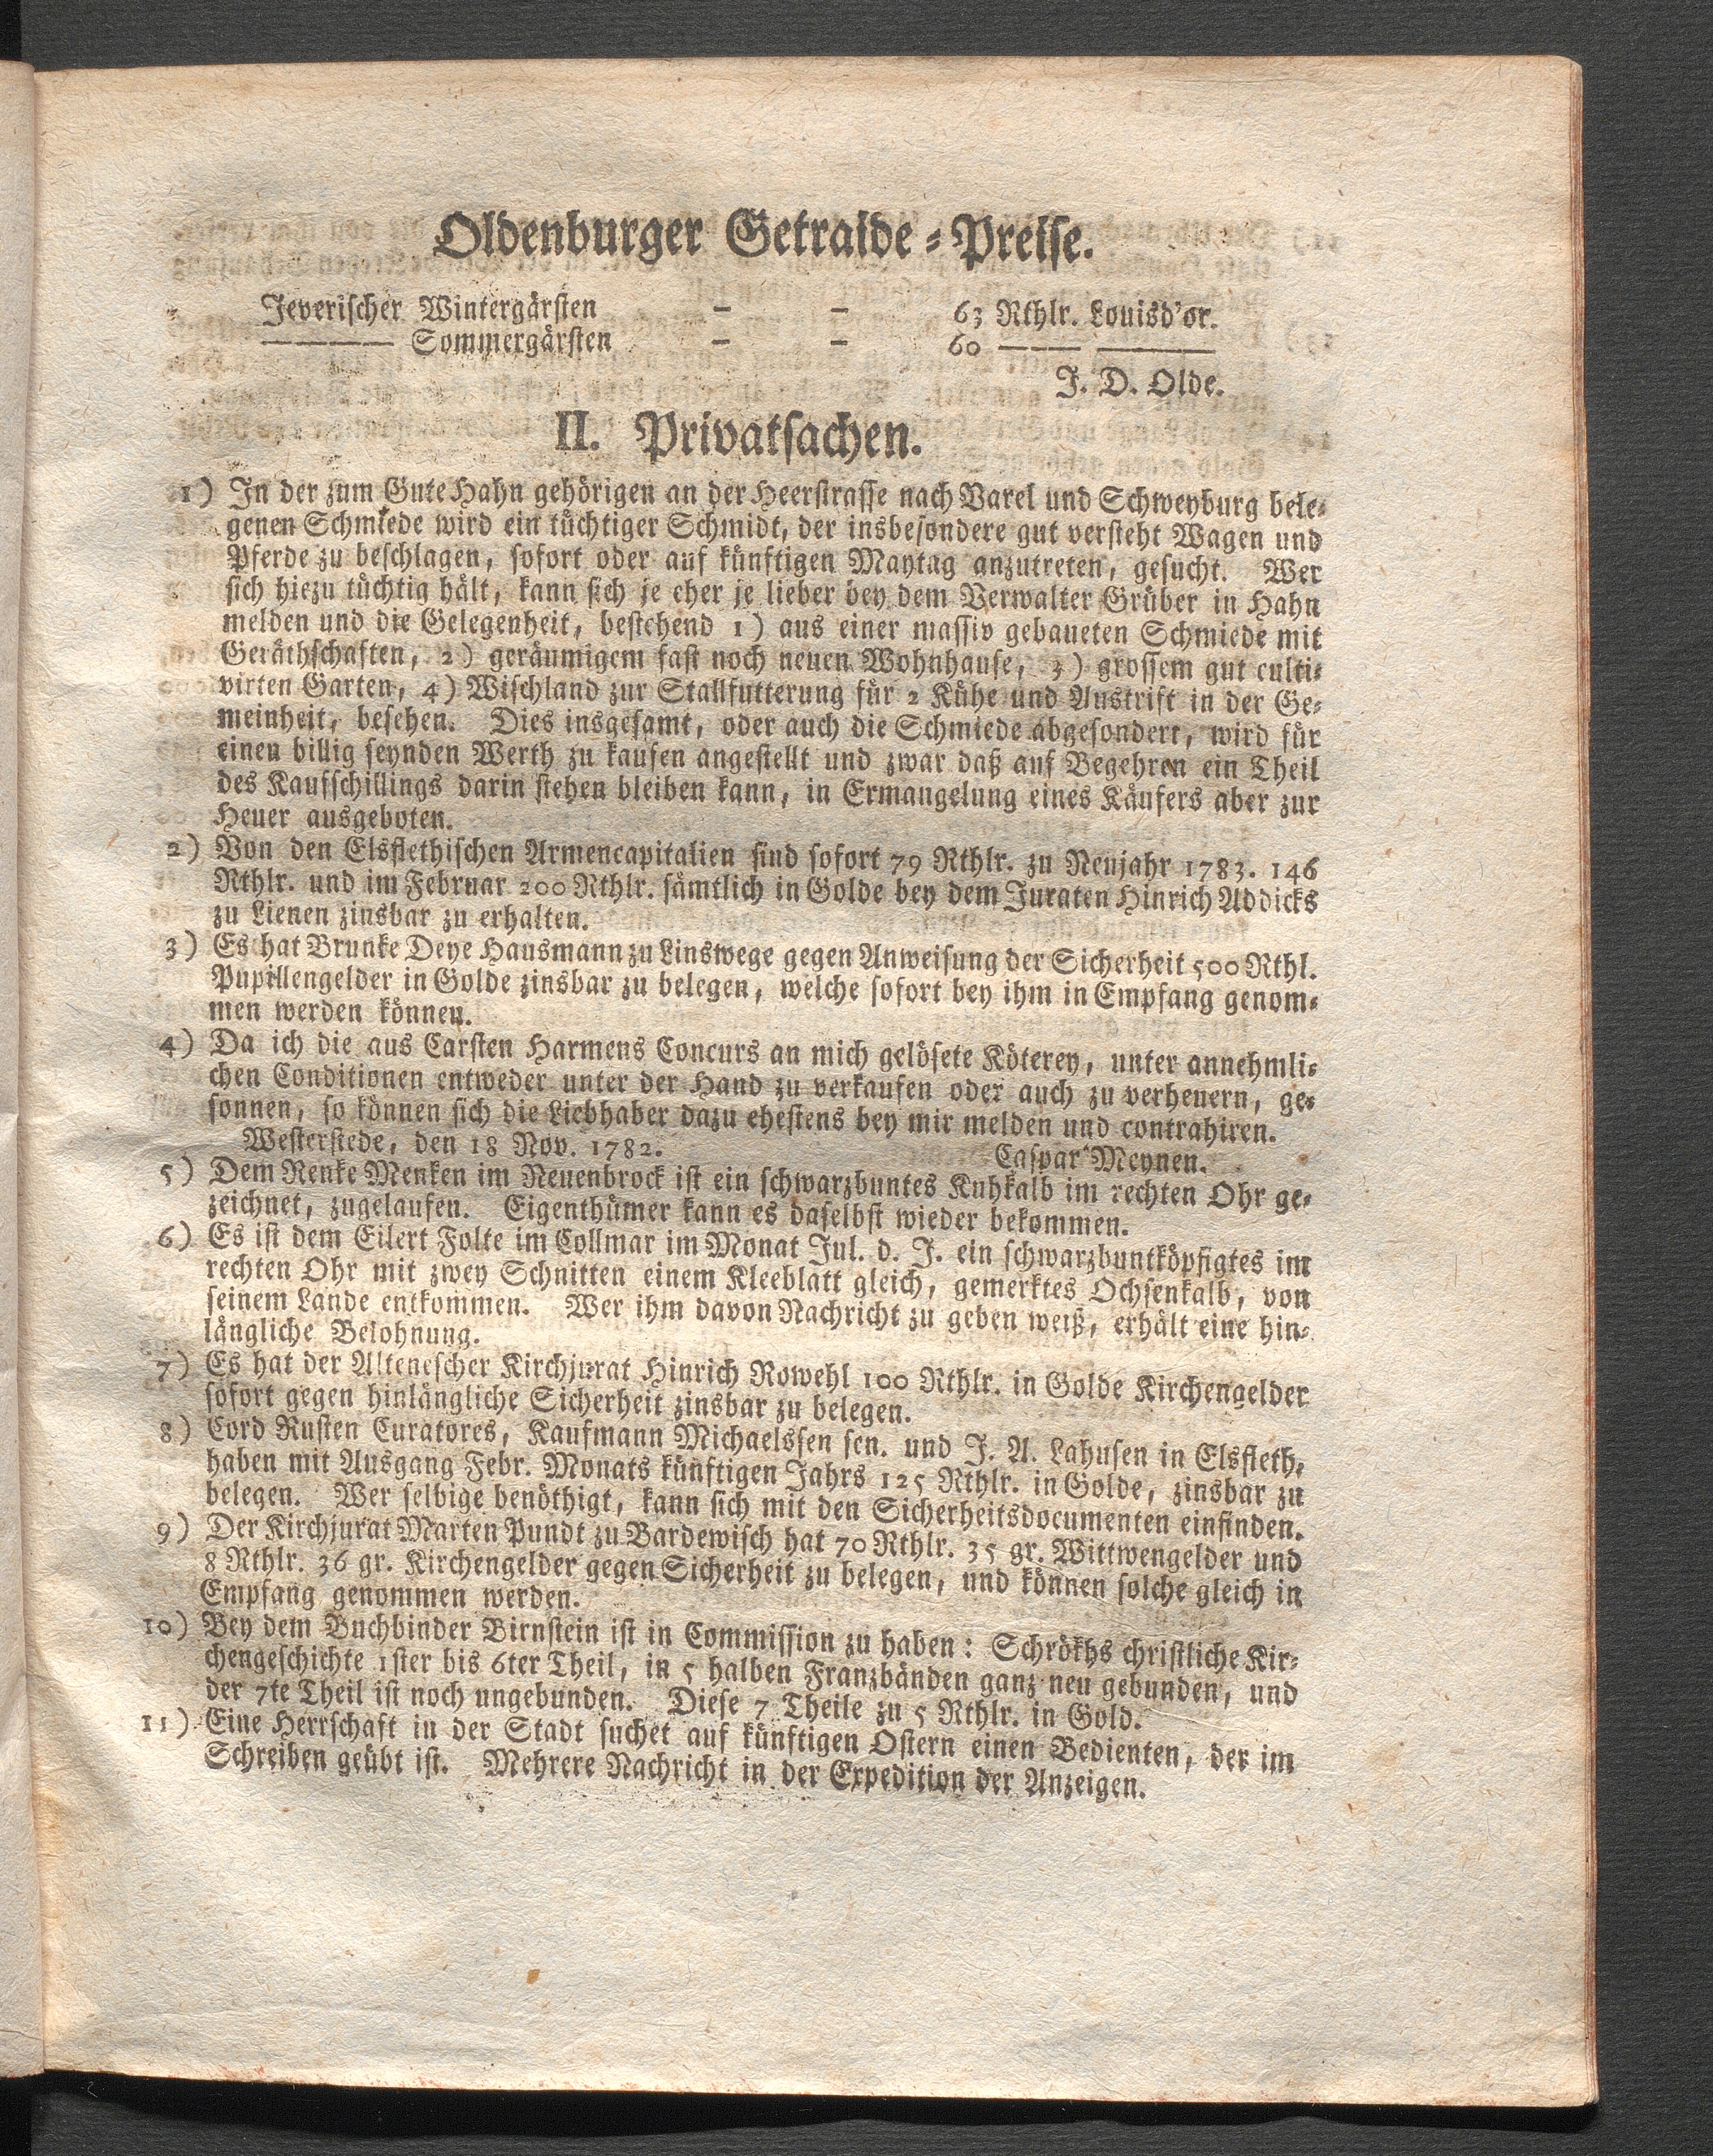 Oldenburger Getraide-Preise.
Jeverischer Wintergärsten - - 63 Rthlr. Louisd'or.
———— Sommergärsten - - 60 —— ———
J. D. Olde.
II. Privatsachen.
1) In der zum Gute Hahn gehörigen an der Heerstrasse nach Varel und Schweyburg bele-
genen Schmiede wird ein tüchtiger Schmidt, der insbesondere gut versteht Wagen und
Pferde zu beschlagen, sofort oder auf künftigen Maytag anzutreten, gesucht. Wer
sich hiezu tüchtig hält, kann sich je eher je lieber bey dem Verwalter Grüber in Hahn
melden und die Gelegenheit, bestehend 1) aus einer massiv gebaueten Schmiede mit
Geräthschaften, 2) geräumigem fast noch neuen Wohnhause, 3) grossem gut culti-
virten Garten, 4) Wischland zur Stallfutterung für 2 Kühe und Austrift in der Ge-
meinheit, besehen. Dies insgesamt, oder auch die Schmiede abgesondert, wird für
einen billig seynden Werth zu kaufen angestellt und zwar daß auf Begehren ein Theil
des Kaufschillings darin stehen bleiben kann, in Ermangelung eines Käufers aber zur
Heuer ausgeboten.
2) Von den Elsflethischen Armencapitalien sind sofort 79 Rthlr. zu Neujahr 1783. 146
Rthlr. und im Februar 200 Rthlr. sämtlich in Golde bey dem Juraten Hinrich Addicks
zu Lienen zinsbar zu erhalten.
3) Es hat Brunke Deye Hausmann zu Linswege gegen Anweisung der Sicherheit 500 Rthl.
Pupillengelder in Golde zinsbar zu belegen, welche sofort bey ihm in Empfang genom-
men werden können.
4) Da ich die aus Carsten Harmens Concurs an mich gelösete Köterey, unter annehmli-
chen Conditionen entweder unter der Hand zu verkaufen oder auch zu verheuern, ge-
sonnen, so können sich die Liebhaber dazu ehestens bey mir melden und contrahiren.
Westerstede, den 18 Nov. 1782. Caspar Meynen.
5) Dem Renke Menken im Neuenbrock ist ein schwarzbuntes Kuhkalb im rechten Ohr ge-
zeichnet, zugelaufen. Eigenthümer kann es daselbst wieder bekommen.
6) Es ist dem Eilert Folte im Collmar im Monat Jul. d. J. ein schwarzbuntköpfigtes im
rechten Ohr mit zwey Schnitten einem Kleeblatt gleich, gemerktes Ochsenkalb, von
seinem Lande entkommen. Wer ihm davon Nachricht zu geben weiß, erhält eine hin-
längliche Belohnung.
7) Es hat der Altenescher Kirchjurat Hinrich Rowehl 100 Rthlr. in Golde Kirchengelder
sofort gegen hinlängliche Sicherheit zinsbar zu belegen.
8) Cord Rusten Curatores, Kaufmann Michaelssen sen. und J. A. Lahusen in Elsfleth,
haben mit Ausgang Febr. Monats künftigen Jahrs 125 Rthlr. in Golde, zinsbar zu
belegen. Wer selbige benöthigt, kann sich mit den Sicherheitsdocumenten einfinden.
9) Der Kirchjurat Marten Pundt zu Bardewisch hat 70 Rthlr. 35 gr. Wittwengelder und
8 Rthlr. 36 gr. Kirchengelder gegen Sicherheit zu belegen, und können solche gleich in
Empfang genommen werden.
10) Bey dem Buchbinder Birnstein ist in Commission zu haben: Schrökhs christliche Kir-
chengeschichte 1ster bis 6ter Theil, in 5 halben Franzbänden ganz neu gebunden, und
der 7te Theil ist noch ungebunden. Diese 7 Theile zu 5 Rthlr. in Gold.
11) Eine Herrschaft in der Stadt suchet auf künftigen Ostern einen Bedienten, der im
Schreiben geübt ist. Mehrere Nachricht in der Expedition der Anzeigen.